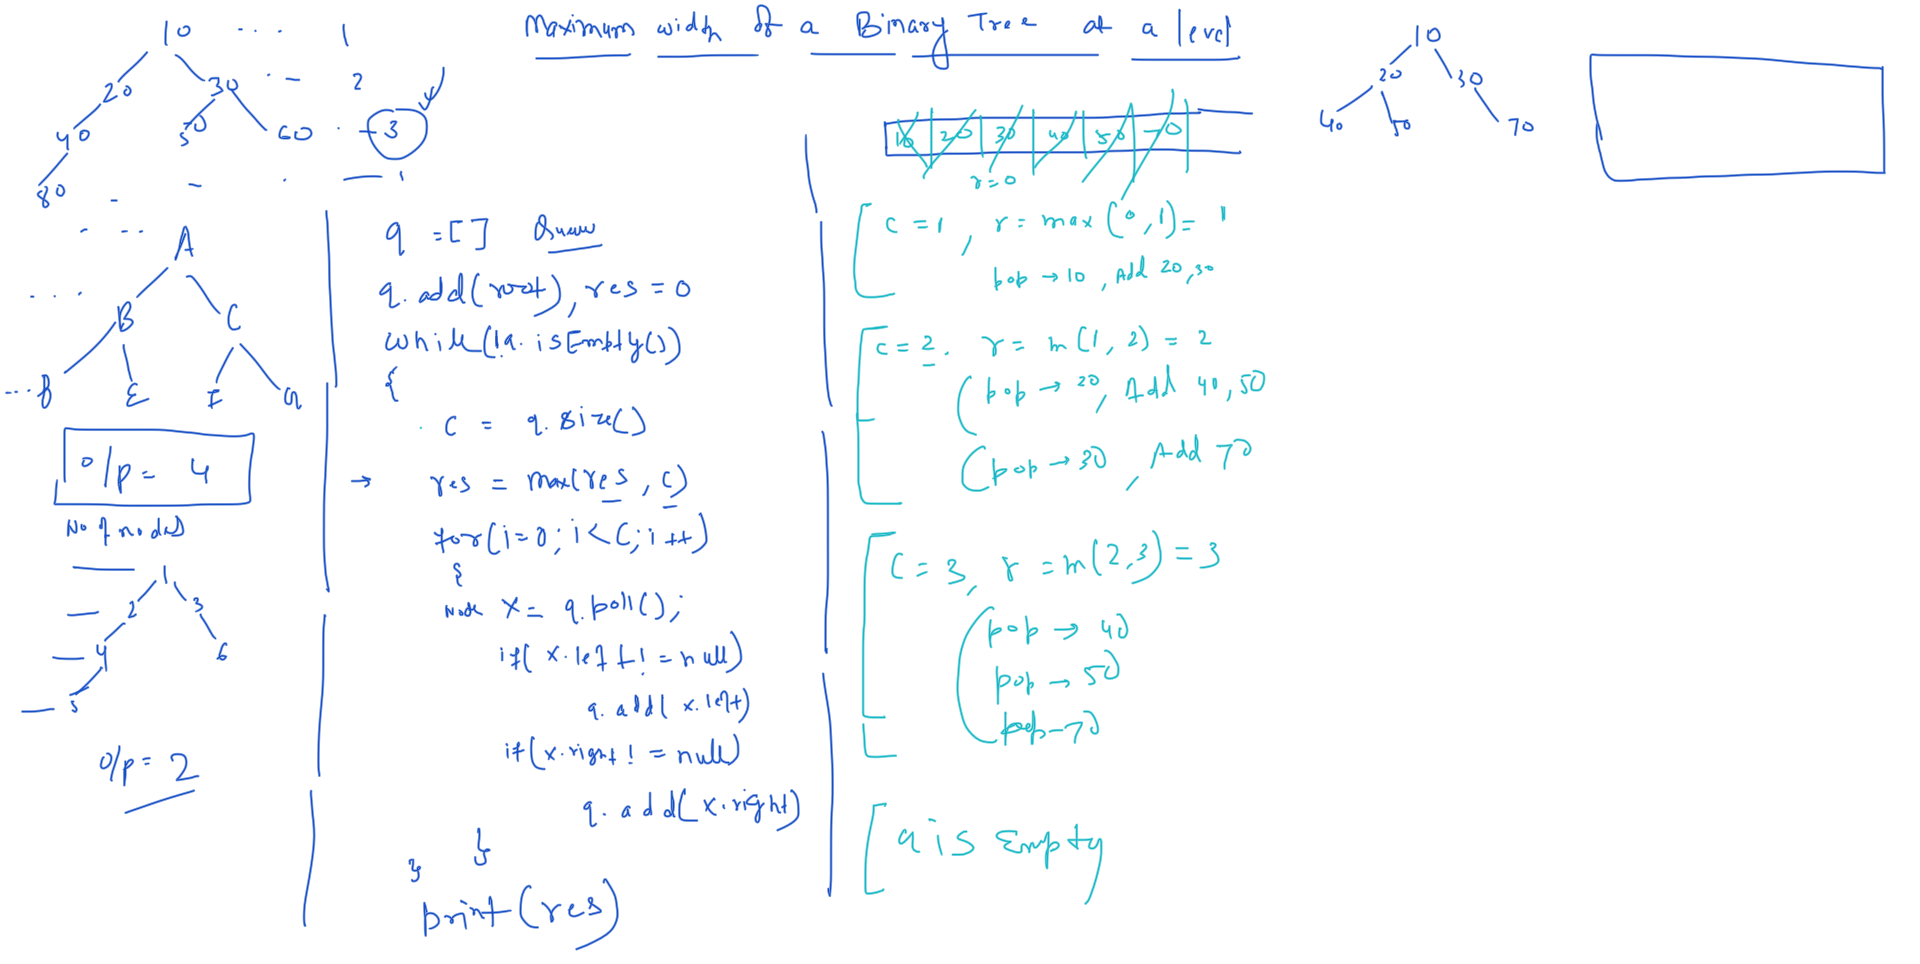 Maximum width of a Binary Tree at a level
10 ... 1
20 30 - 2
40 50 60 - 3
80 - - . - 1
A
B C
E F G
o/p = 4
No of nodes
1
2 3
4 6
5
o/p = 2
q = [] Queue
q.add(root), res = 0
while(!q.isEmpty())
{
c = q.size()
→ res = max(res, c)
for(i=0; i<C; i++)
{
Node X = q.poll();
if( x.left != null)
q.add( x.left)
if(x.right != null)
q.add(x.right)
}
}
print(res)
10 20 30 40 50 70
r=0
C = 1, r = max(0,1) = 1
pop → 10, Add 20,30
C = 2. r = m(1, 2) = 2
pop → 20, Add 40, 50
pop → 30, Add 70
C = 3, r = m(2,3) = 3
pop → 40
pop → 50
pop - 70
q is Empty
10
20 30
40 50 70